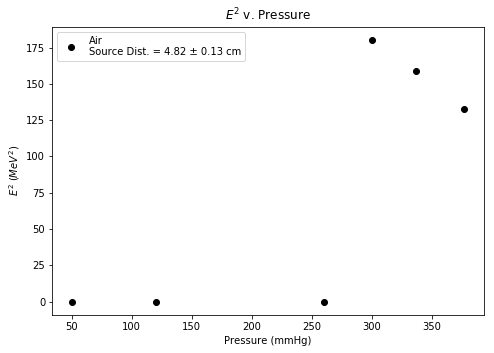 E² v. Pressure
Air
Source Dist. = 4.82 ± 0.13 cm
175
150
125
100
75
50
25
0
E² (MeV²)
50 100 150 200 250 300 350
Pressure (mmHg)